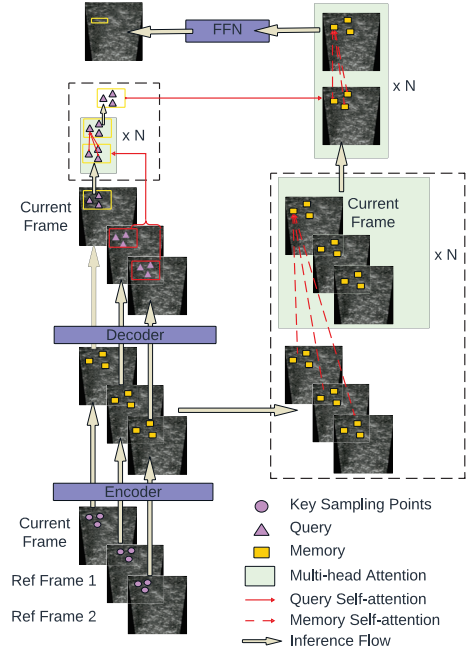 FFN
x N
x N
Current
Frame
Current
Frame
x N
Decoder
Encoder
Current
Frame
Ref Frame 1
Ref Frame 2
Key Sampling Points
Query
Memory
Multi-head Attention
Query Self-attention
Memory Self-attention
Inference Flow